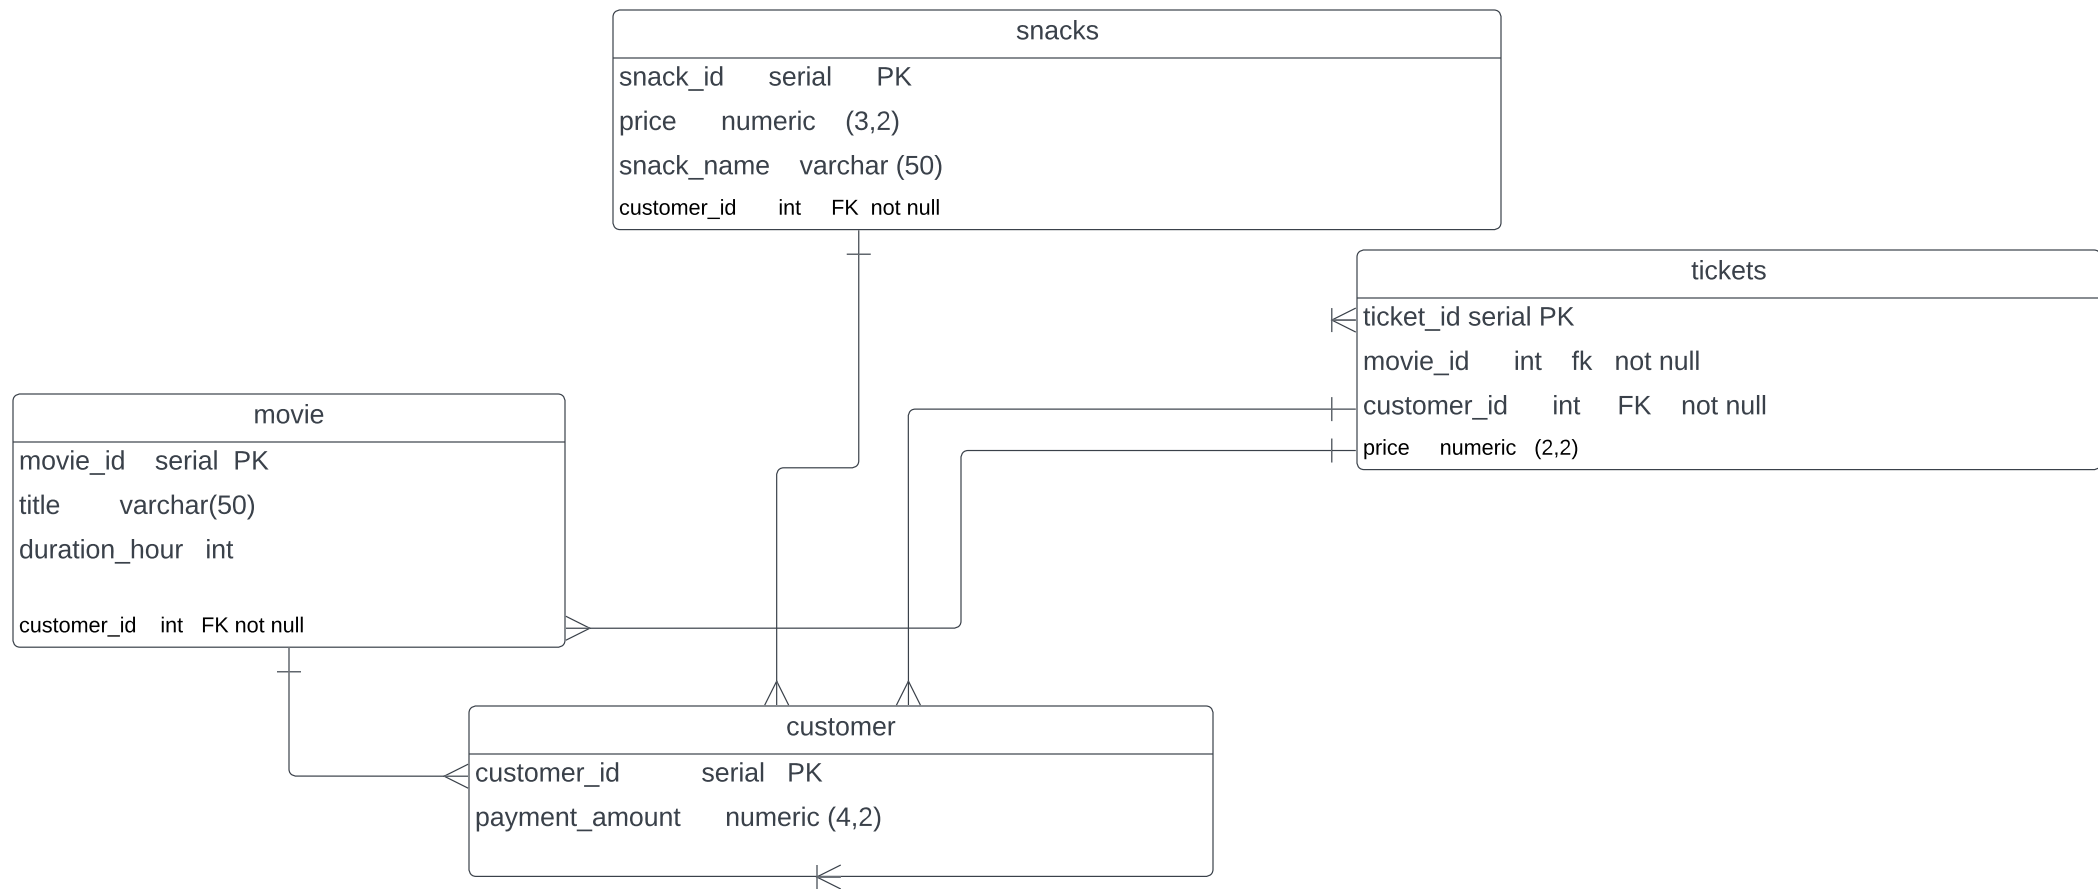 snacks
snack_id serial PK
price numeric (3,2)
snack_name varchar (50)
customer_id int FK not null
tickets
ticket_id serial PK
movie_id int fk not null
customer_id int FK not null
price numeric (2,2)
movie
movie_id serial PK
title varchar(50)
duration_hour int
customer_id int FK not null
customer
customer_id serial PK
payment_amount numeric (4,2)